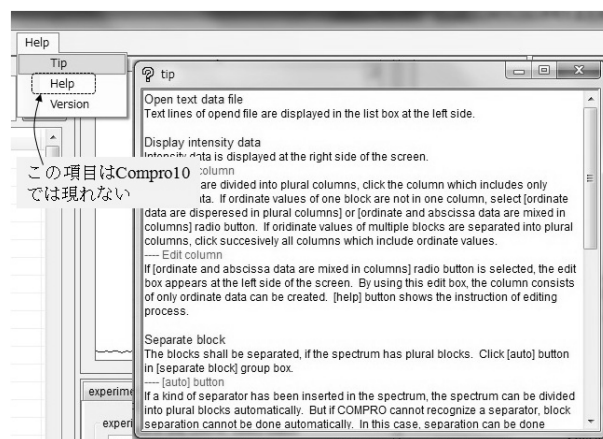 Help
Tip
Help
Version
この項目はCompro10
では現れない
tip
Open text data file
Text lines of opend file are displayed in the list box at the left side.
Display intensity data
Intensity data is displayed at the right side of the screen.
column
are divided into plural columns, click the column which includes only
ta. If ordinate values of one block are not in one column, select [ordinate
data are disperesed in plural columns] or [ordinate and abscissa data are mixed in
columns] radio button. If oridinate values of multiple blocks are separated into plural
columns, click succesively all columns which include ordinate values.
---- Edit column
If [ordinate and abscissa data are mixed in columns] radio button is selected, the edit
box appears at the left side of the screen. By using this edit box, the column consists
of only ordinate data can be created. [help] button shows the instruction of editing
process.
Separate block
The blocks shall be separated, if the spectrum has plural blocks. Click [auto] button
in [separate block] group box.
---- [auto] button
If a kind of separator has been inserted in the spectrum, the spectrum can be divided
into plural blocks automatically. But if COMPRO cannot recognize a separator, block
separation cannot be done automatically. In this case, separation can be done
experime
experi